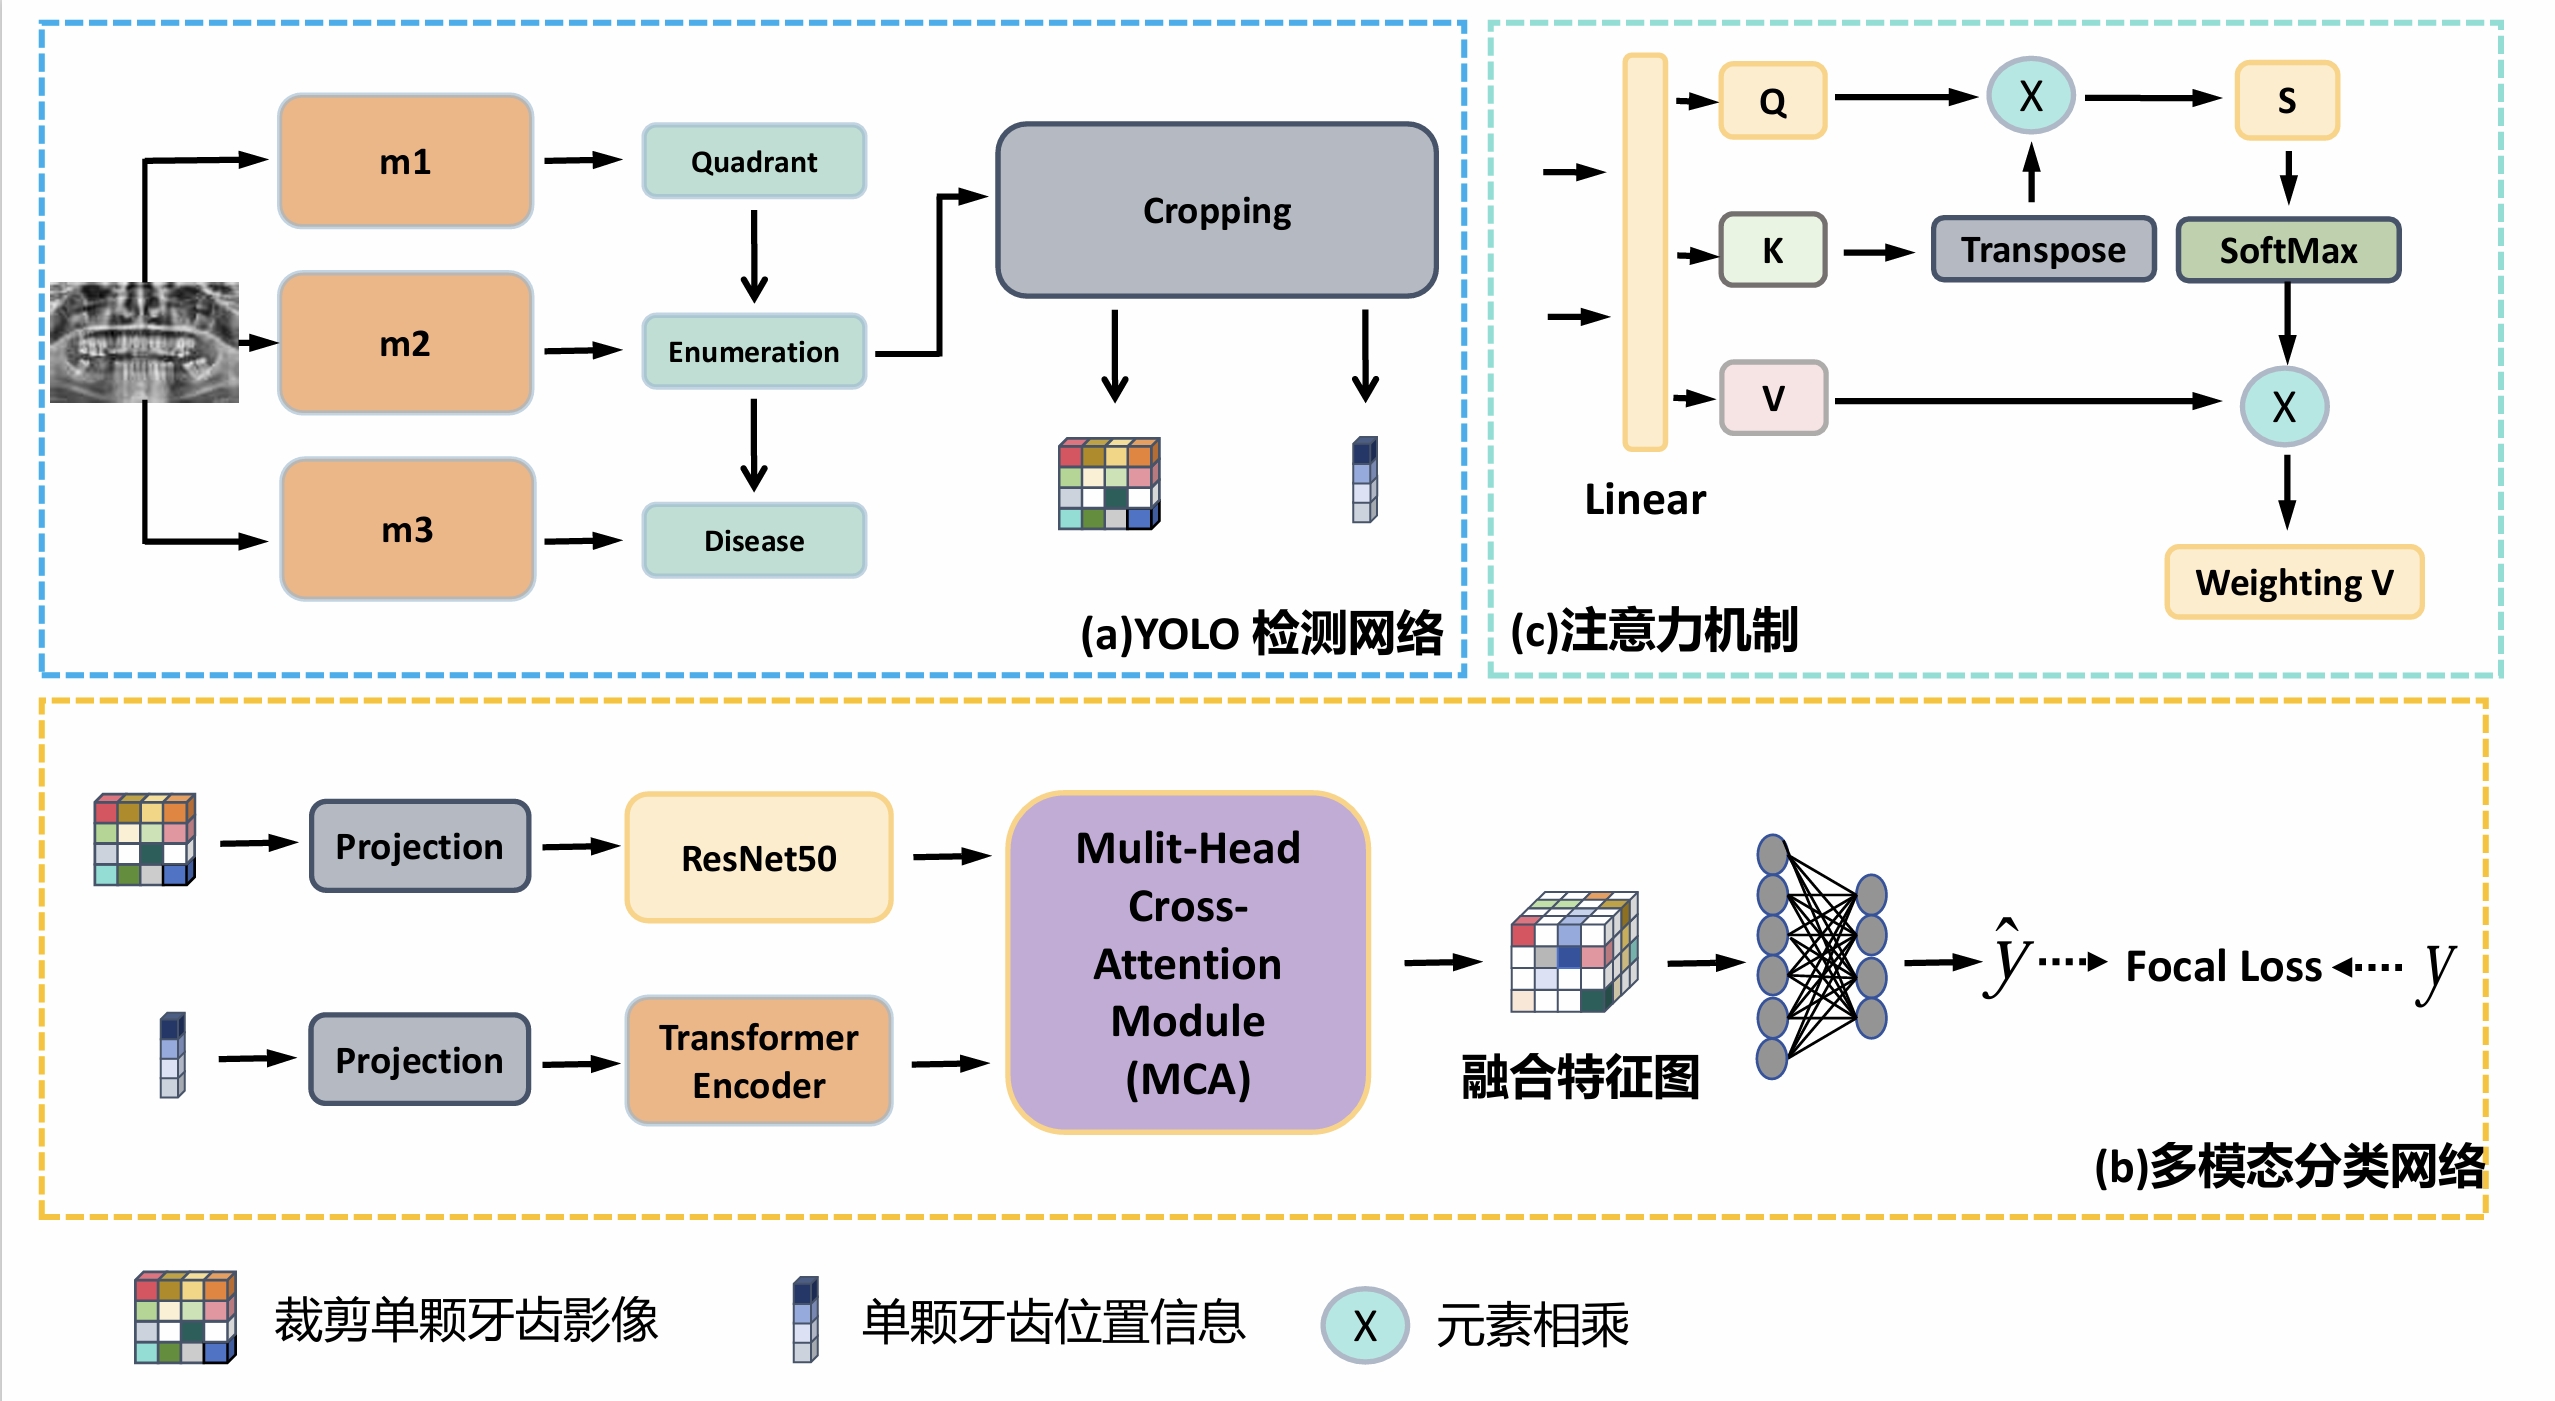 m1
Quadrant
m2
Enumeration
m3
Disease
Cropping
(a)YOLO 检测网络
Q
X
S
K
Transpose
SoftMax
V
X
Linear
Weighting V
(c)注意力机制
Projection
ResNet50
Projection
Transformer
Encoder
Mulit-Head
Cross-
Attention
Module
(MCA)
融合特征图
ŷ
Focal Loss
y
(b)多模态分类网络
裁剪单颗牙齿影像
单颗牙齿位置信息
X
元素相乘